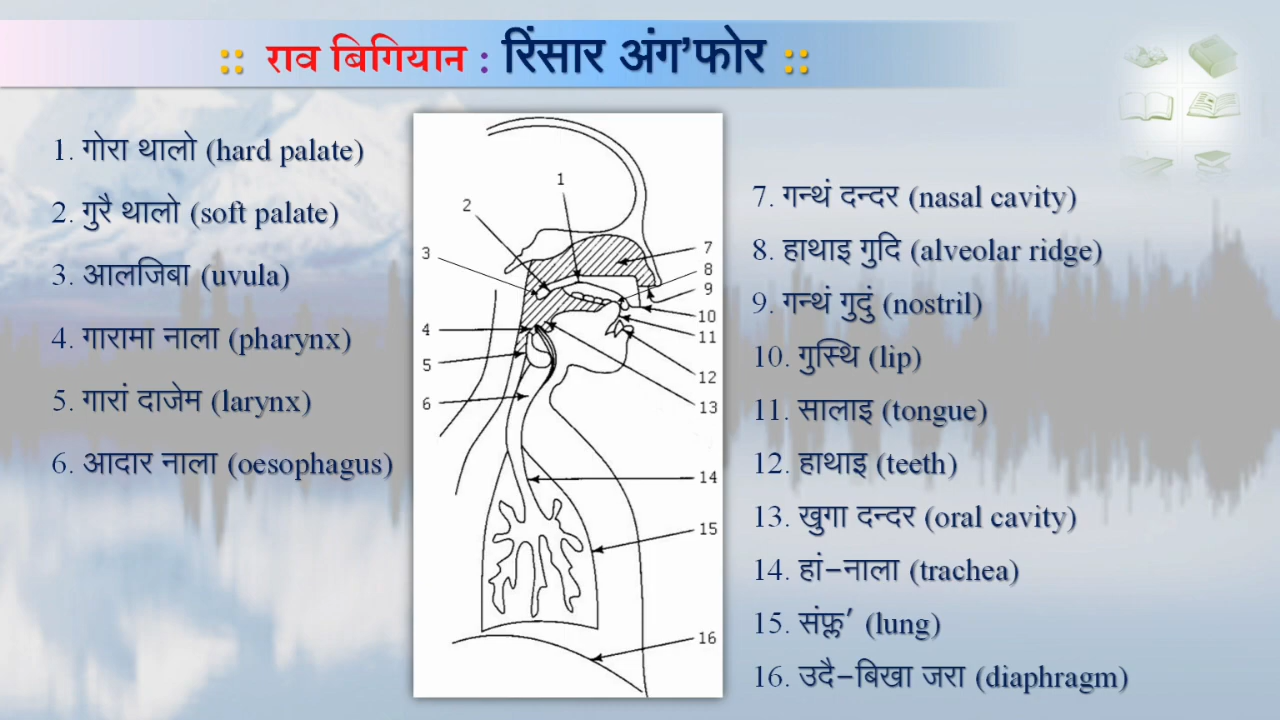 :: राव बिगियान : रिंसार अंग’फोर ::
1. गोरा थालो (hard palate)
2. गुरै थालो (soft palate)
3. आलजिबा (uvula)
4. गारामा नाला (pharynx)
5. गारां दाजेम (larynx)
6. आदार नाला (oesophagus)
1
2
3
4
5
6
7
8
9
10
11
12
13
14
15
16
7. गन्थं दन्दर (nasal cavity)
8. हाथाइ गुदि (alveolar ridge)
9. गन्थं गुदुं (nostril)
10. गुस्थि (lip)
11. सालाइ (tongue)
12. हाथाइ (teeth)
13. खुगा दन्दर (oral cavity)
14. हां-नाला (trachea)
15. संफ्ल’ (lung)
16. उदै-बिखा जरा (diaphragm)